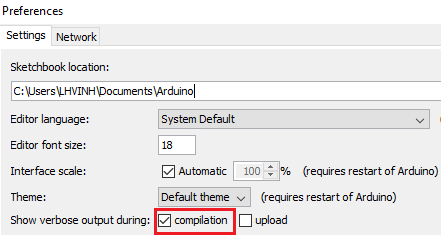 Preferences
Settings Network
Sketchbook location:
C:\Users\LHVINH\Documents\Arduino
Editor language: System Default
Editor font size: 18
Interface scale: Automatic 100 % (requires restart of Arduino)
Theme: Default theme (requires restart of Arduino)
Show verbose output during: compilation upload